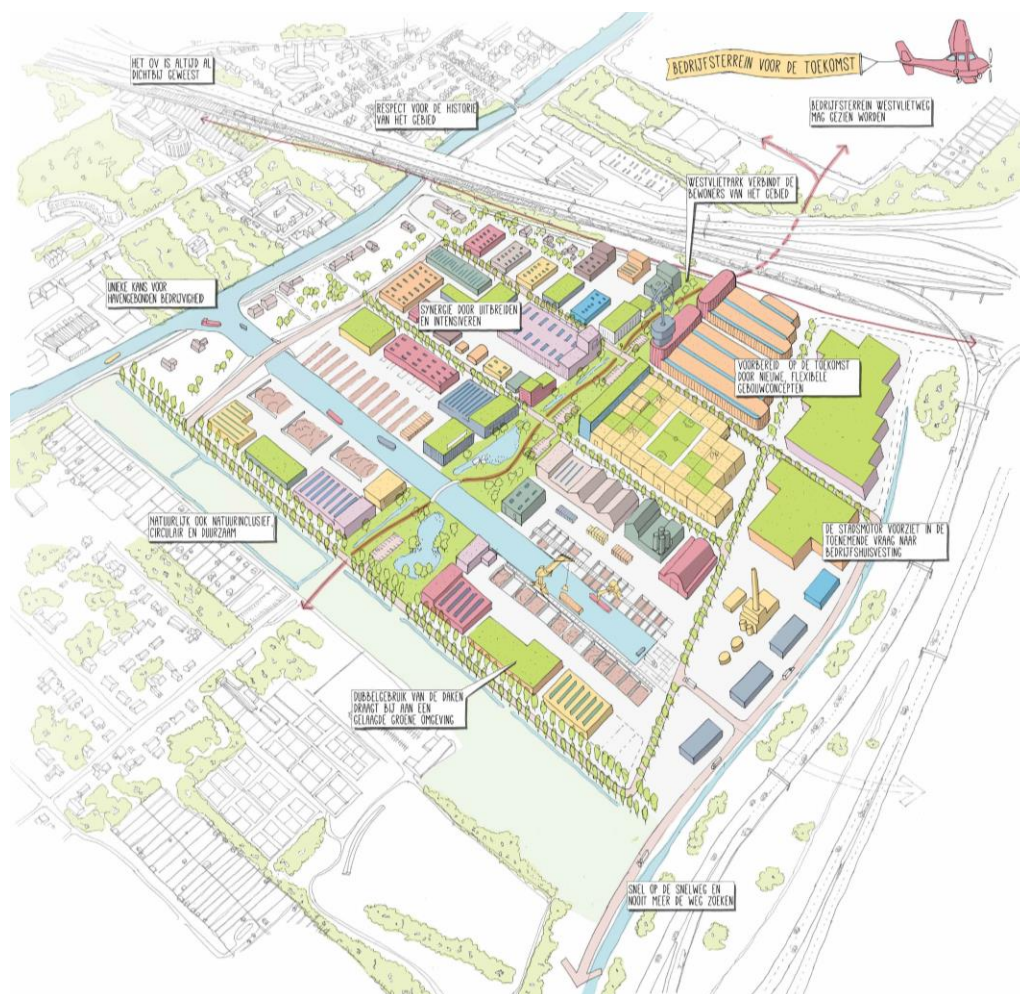 HET OV IS ALTIJD AL
DICHTBIJ GEWEEST
BEDRIJFSTERREIN VOOR DE TOEKOMST
RESPECT VOOR DE HISTORIE
VAN HET GEBIED
BEDRIJFSTERREIN WESTVLIETWEG
MAG GEZIEN WORDEN
WESTVLIETPARK VERBINDT DE
BEWONERS VAN HET GEBIED
UNIEKE KANS VOOR
HAVENGEBONDEN BEDRIJVIGHEID
SYNERGIE DOOR UITBREIDEN
EN INTENSIVEREN
VOORBEREID OP DE TOEKOMST
DOOR NIEUWE, FLEXIBELE
GEBOUWCONCEPTEN
NATUURLIJK OOK NATUURINCLUSIEF,
CIRCULAIR EN DUURZAAM
DE STADSMOTOR VOORZIET IN DE
TOENEMENDE VRAAG NAAR
BEDRIJFSHUISVESTING
DUBBELGEBRUIK VAN DE DAKEN
DRAAGT BIJ AAN EEN
GELAAGDE GROENE OMGEVING
SNEL OP DE SNELWEG EN
NOOIT MEER DE WEG ZOEKEN